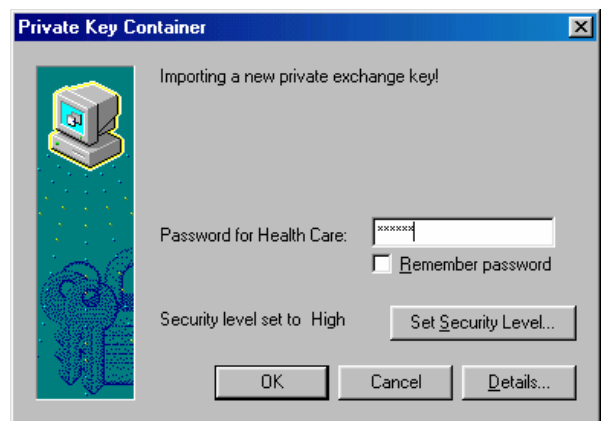 Private Key Container
Importing a new private exchange key!
Password for Health Care: ******
Remember password
Security level set to High Set Security Level...
OK Cancel Details...